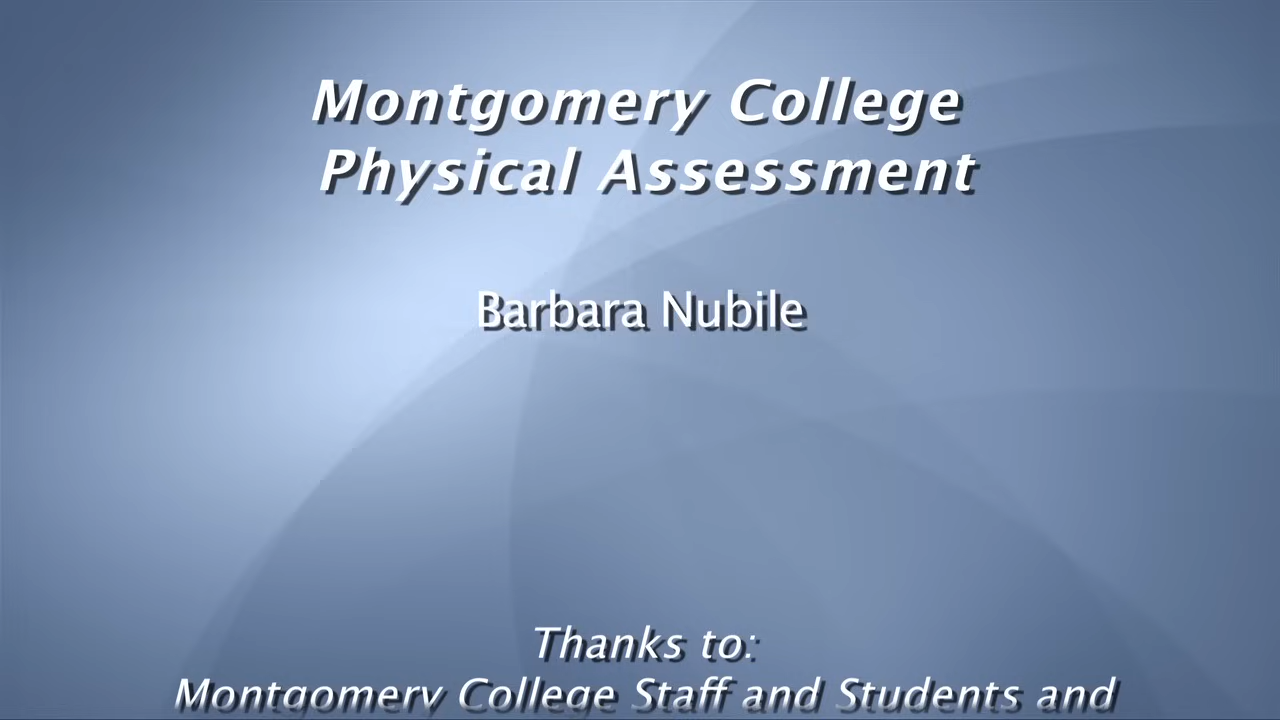 Montgomery College
Physical Assessment
Barbara Nubile
Thanks to:
Montgomery College Staff and Students and